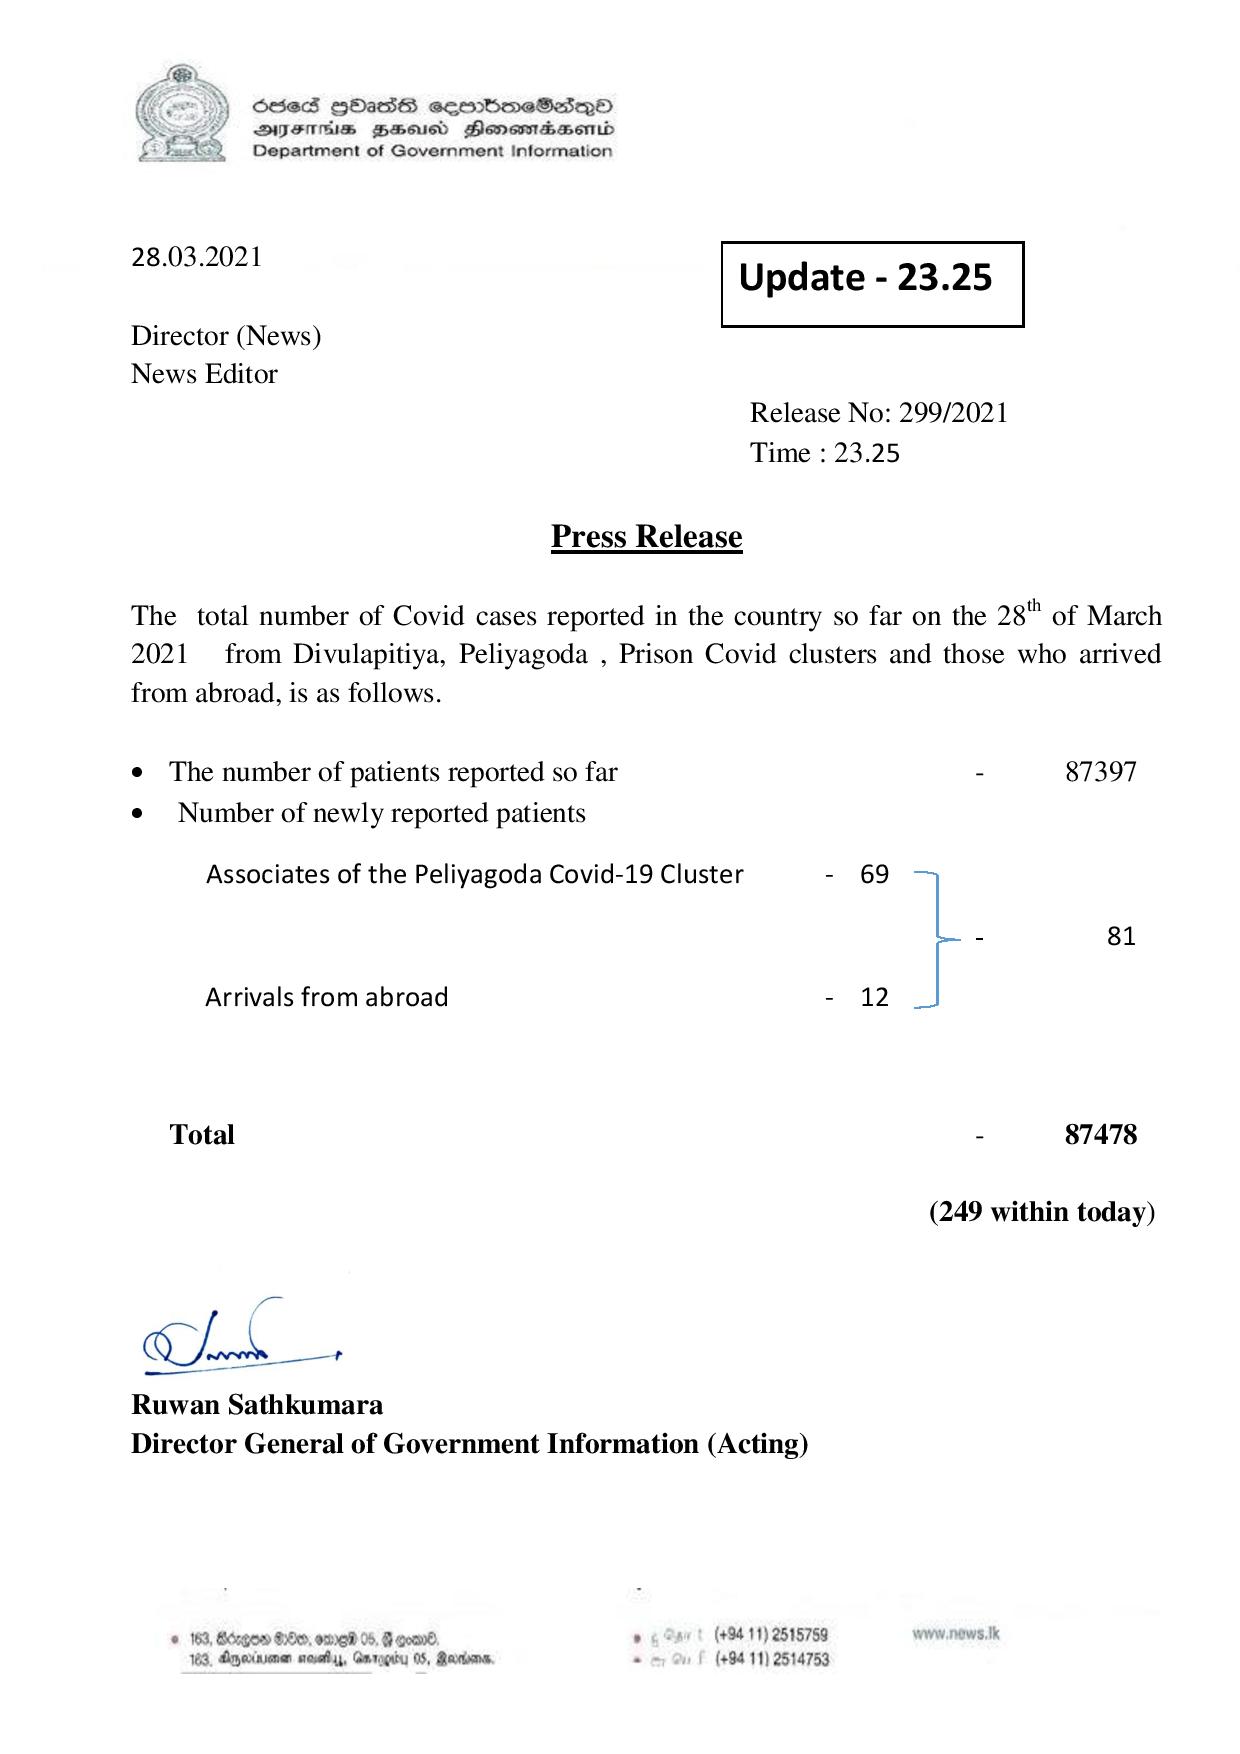 රජයේ ප්‍රවෘත්ති දෙපාර්තමේන්තුව
அரசாங்க தகவல் திணைக்களம்
Department of Government Information
28.03.2021
Update - 23.25
Director (News)
News Editor
Release No: 299/2021
Time : 23.25
Press Release
The total number of Covid cases reported in the country so far on the 28th of March
2021 from Divulapitiya, Peliyagoda , Prison Covid clusters and those who arrived
from abroad, is as follows.
• The number of patients reported so far - 87397
• Number of newly reported patients
Associates of the Peliyagoda Covid-19 Cluster - 69
- 81
Arrivals from abroad - 12
Total - 87478
(249 within today)
Ruwan Sathkumara
Director General of Government Information (Acting)
163, කිරුලපන මාවත, කොළඹ 05, ශ්‍රී ලංකාව.
163, கிருலப்பனை எவனியூ, கொழும்பு 05, இலங்கை.
(+94 11) 2515759
(+94 11) 2514753
www.news.lk